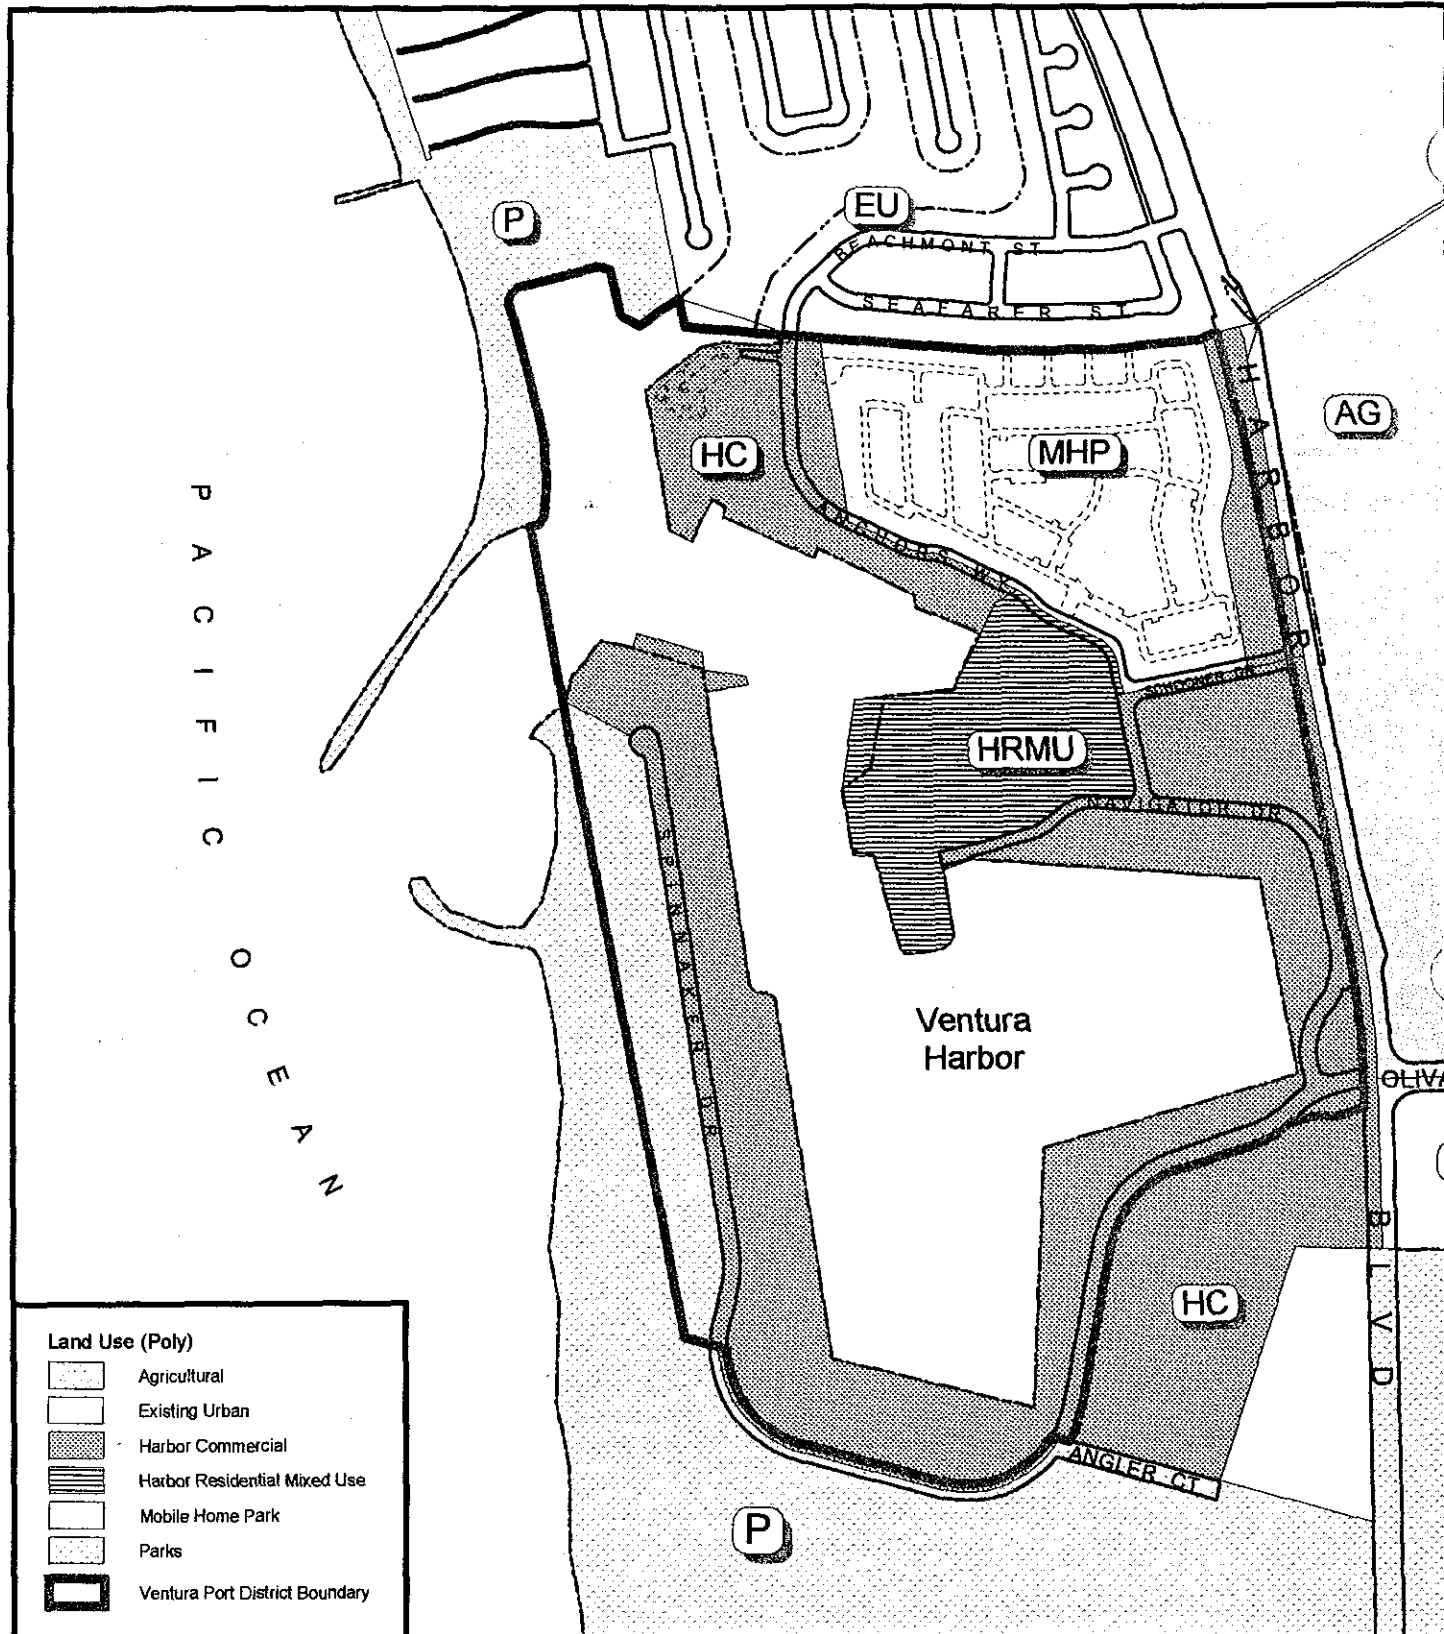 P
EU
BEACHMONT ST
SEAFARER ST
HC
MHP
AG
HARBOR
ANCHORS WY
PACIFIC
SCHOONER DR
HRMU
NAVIGATOR DR
SPINNAKER DR
OCEAN
Ventura
Harbor
OLIVA
BLVD
HC
ANGLER CT
P
Land Use (Poly)
Agricultural
Existing Urban
Harbor Commercial
Harbor Residential Mixed Use
Mobile Home Park
Parks
Ventura Port District Boundary